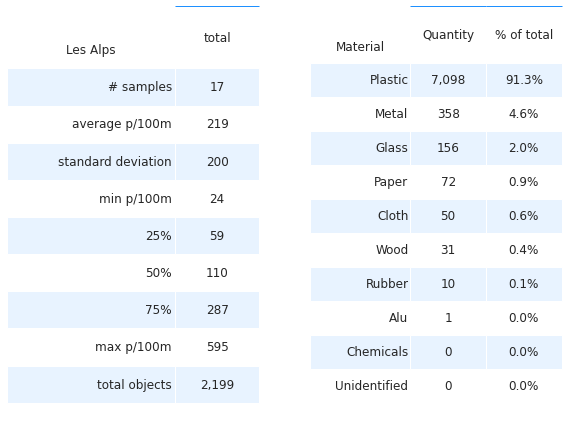 Les Alps total
# samples 17
average p/100m 219
standard deviation 200
min p/100m 24
25% 59
50% 110
75% 287
max p/100m 595
total objects 2,199
Material Quantity % of total
Plastic 7,098 91.3%
Metal 358 4.6%
Glass 156 2.0%
Paper 72 0.9%
Cloth 50 0.6%
Wood 31 0.4%
Rubber 10 0.1%
Alu 1 0.0%
Chemicals 0 0.0%
Unidentified 0 0.0%